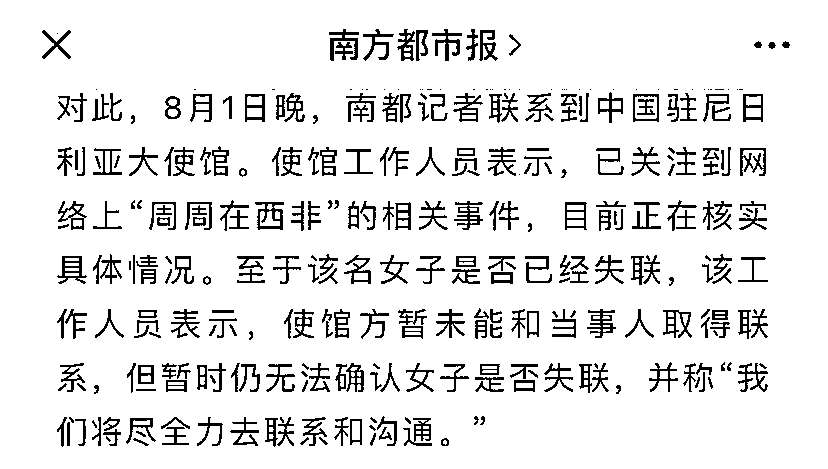 南方都市报
对此，8月1日晚，南都记者联系到中国驻尼日
利亚大使馆。使馆工作人员表示，已关注到网
络上“周周在西非”的相关事件，目前正在核实
具体情况。至于该名女子是否已经失联，该工
作人员表示，使馆方暂未能和当事人取得联
系，但暂时仍无法确认女子是否失联，并称“我
们将尽全力去联系和沟通。”